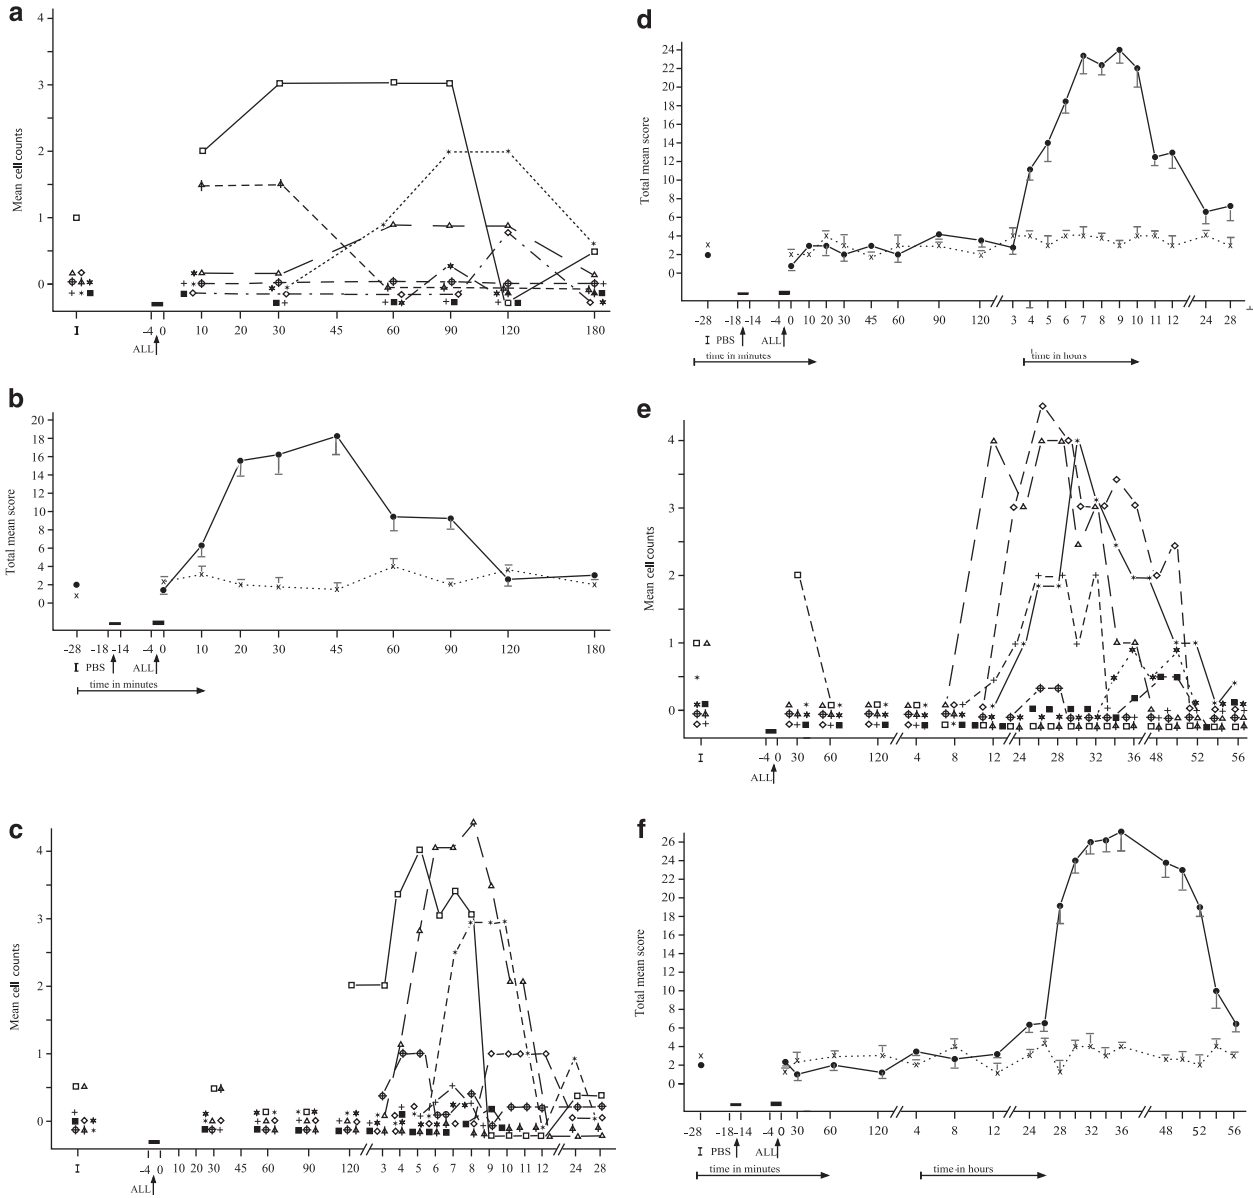 a
4
3
2
1
0
Mean cell counts
-4 0 10 30 45 60 90 120 180
I
ALL
b
20
18
16
14
12
10
8
6
4
2
0
Total mean score
-28 -18 -14 -4 0 10 20 30 45 60 90 120 180
I PBS ALL
time in minutes
c
4
3
2
1
0
Mean cell counts
-4 0 10 20 30 60 90 120 3 4 5 6 7 8 9 10 11 12 24 28
I
ALL
d
24
22
20
18
16
14
12
10
8
6
4
2
0
Total mean score
-28 -18 -14 -4 0 10 20 30 45 60 90 120 3 4 5 6 7 8 9 10 11 12 24 28
I PBS ALL
time in minutes time in hours
e
4
3
2
1
0
Mean cell counts
-4 0 30 60 120 4 8 12 24 28 32 36 48 52 56
I
ALL
f
26
24
22
20
18
16
14
12
10
8
6
4
2
0
Total mean score
-28 -18 -14 -4 0 30 60 120 4 8 12 24 28 32 36 48 52 56
I PBS ALL
time in minutes time in hours